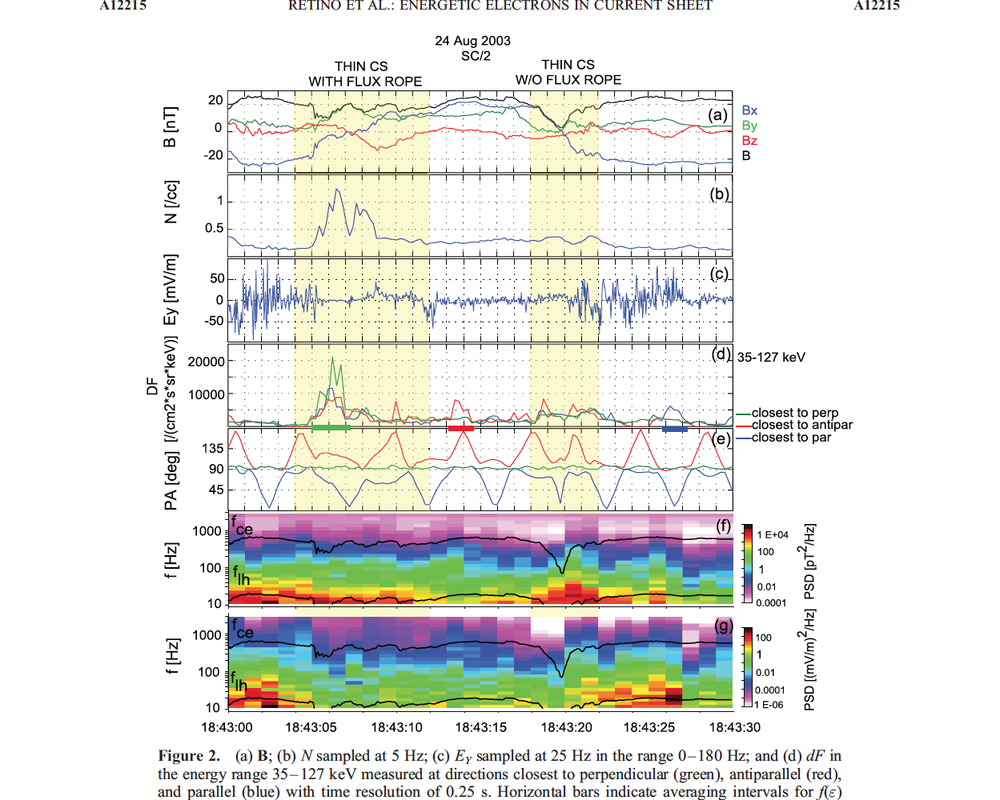 A12215 RETINO ET AL.: ENERGETIC ELECTRONS IN CURRENT SHEET A12215
24 Aug 2003
SC/2
THIN CS
WITH FLUX ROPE
THIN CS
W/O FLUX ROPE
B [nT]
20
0
-20
(a)
Bx
By
Bz
B
N [/cc]
1
0.5
(b)
Ey [mV/m]
50
0
-50
(c)
DF
[/(cm2*s*sr*keV)]
20000
10000
(d)
35-127 keV
closest to perp
closest to antipar
closest to par
PA [deg]
135
90
45
(e)
f [Hz]
1000
100
10
fce
flh
(f)
1 E+04
100
1
0.01
0.0001
PSD [pT2/Hz]
f [Hz]
1000
100
10
fce
flh
(g)
100
1
0.01
0.0001
1 E-06
PSD [(mV/m)2/Hz]
18:43:00 18:43:05 18:43:10 18:43:15 18:43:20 18:43:25 18:43:30
Figure 2. (a) B; (b) N sampled at 5 Hz; (c) EY sampled at 25 Hz in the range 0–180 Hz; and (d) dF in
the energy range 35–127 keV measured at directions closest to perpendicular (green), antiparallel (red),
and parallel (blue) with time resolution of 0.25 s. Horizontal bars indicate averaging intervals for f(ε)